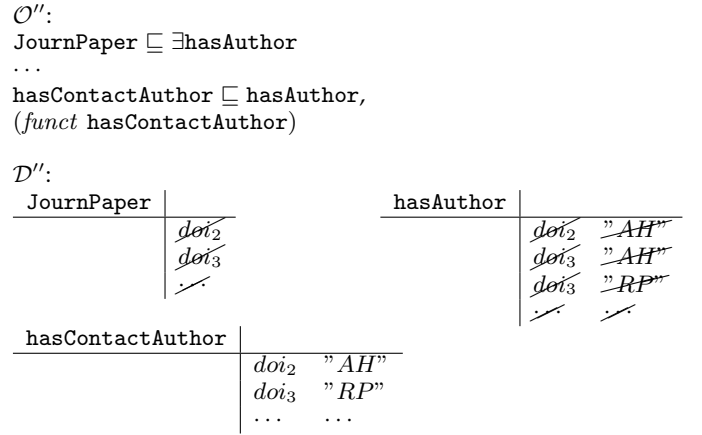 𝒪″:
JournPaper ⊑ ∃hasAuthor
···
hasContactAuthor ⊑ hasAuthor,
(funct hasContactAuthor)
𝒟″:
JournPaper
doi₂
doi₃
···
hasAuthor
doi₂ ”AH”
doi₃ ”AH”
doi₃ ”RP”
··· ···
hasContactAuthor
doi₂ ”AH”
doi₃ ”RP”
··· ···